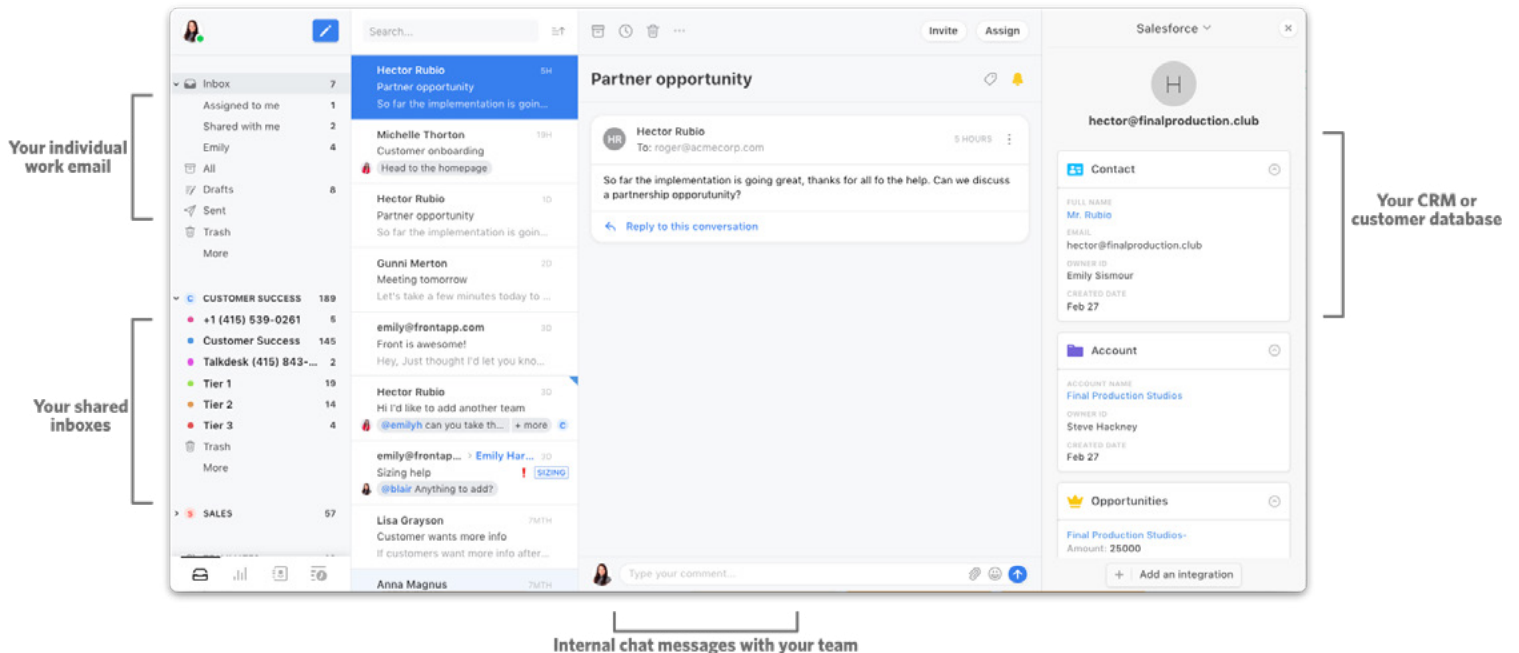 Your individual
work email
Your shared
inboxes
Inbox 7
Assigned to me 1
Shared with me 2
Emily 4
All
Drafts 8
Sent
Trash
More
C CUSTOMER SUCCESS 189
+1 (415) 539-0261 5
Customer Success 145
Talkdesk (415) 843-... 2
Tier 1 19
Tier 2 14
Tier 3 4
Trash
More
S SALES 57
Search...
Hector Rubio 5H
Partner opportunity
So far the implementation is goin...
Michelle Thorton 19H
Customer onboarding
Head to the homepage
Hector Rubio 1D
Partner opportunity
So far the implementation is goin...
Gunni Merton 2D
Meeting tomorrow
Let's take a few minutes today to ...
emily@frontapp.com 3D
Front is awesome!
Hey, Just thought I'd let you kno...
Hector Rubio 3D
Hi I'd like to add another team
@emilyh can you take th... + more C
emily@frontap... > Emily Har... 3D
Sizing help ! SIZING
@blair Anything to add?
Lisa Grayson 7MTH
Customer wants more info
If customers want more info after...
Anna Magnus 7MTH
Invite Assign
Partner opportunity
HR Hector Rubio 5 HOURS
To: roger@acmecorp.com
So far the implementation is going great, thanks for all fo the help. Can we discuss
a partnership opporutunity?
Reply to this conversation
Type your comment...
Salesforce
H
hector@finalproduction.club
Contact
FULL NAME
Mr. Rubio
EMAIL
hector@finalproduction.club
OWNER ID
Emily Sismour
CREATED DATE
Feb 27
Account
ACCOUNT NAME
Final Production Studios
OWNER ID
Steve Hackney
CREATED DATE
Feb 27
Opportunities
Final Production Studios-
Amount: 25000
+ Add an integration
Your CRM or
customer database
Internal chat messages with your team